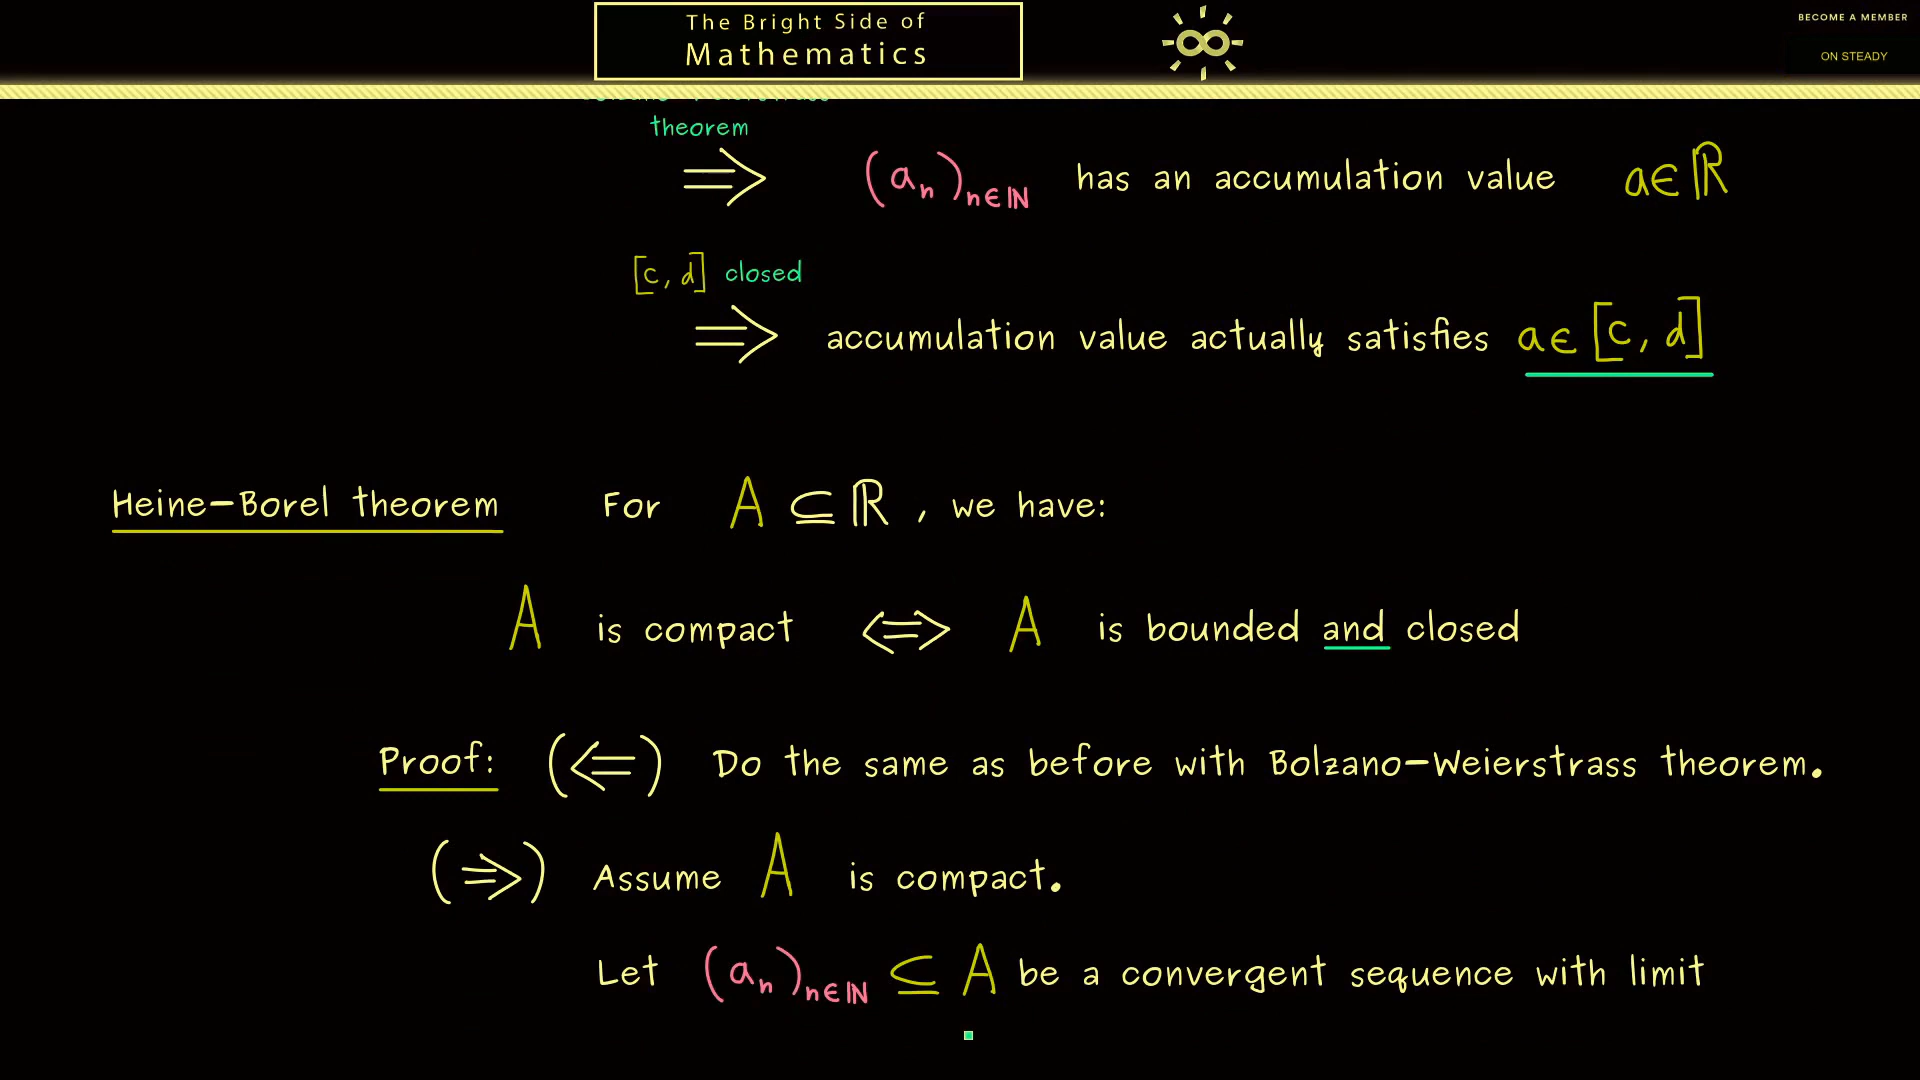 The Bright Side of
Mathematics
BECOME A MEMBER
ON STEADY
theorem
⇒ (aₙ)ₙ∈ℕ has an accumulation value a∈ℝ
[c, d] closed
⇒ accumulation value actually satisfies a∈[c, d]
Heine-Borel theorem For A ⊆ ℝ , we have:
A is compact ⇔ A is bounded and closed
Proof: (⇐) Do the same as before with Bolzano-Weierstrass theorem.
(⇒) Assume A is compact.
Let (aₙ)ₙ∈ℕ ⊆ A be a convergent sequence with limit